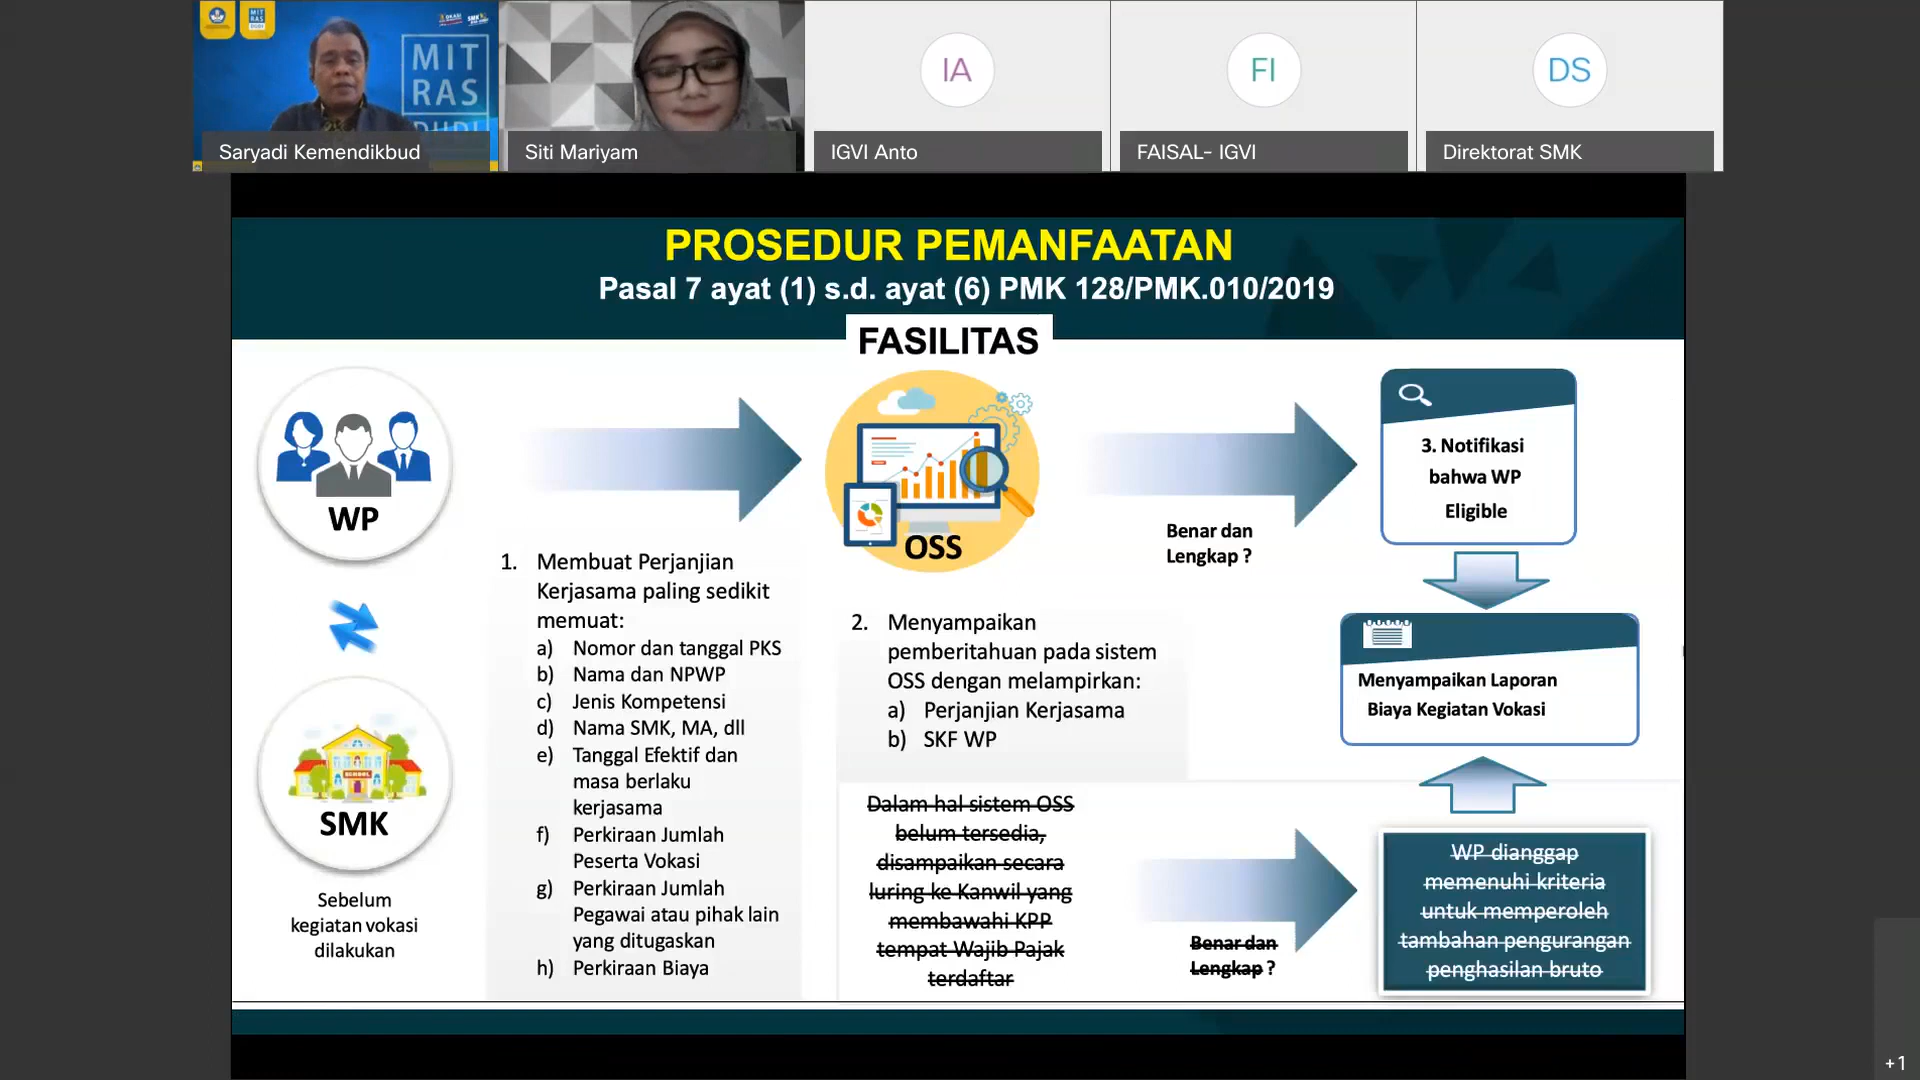 MIT
RAS
DUDI
Saryadi Kemendikbud
Siti Mariyam
IA
IGVI Anto
FI
FAISAL- IGVI
DS
Direktorat SMK
PROSEDUR PEMANFAATAN
Pasal 7 ayat (1) s.d. ayat (6) PMK 128/PMK.010/2019
FASILITAS
WP
SMK
Sebelum
kegiatan vokasi
dilakukan
1. Membuat Perjanjian
Kerjasama paling sedikit
memuat:
a) Nomor dan tanggal PKS
b) Nama dan NPWP
c) Jenis Kompetensi
d) Nama SMK, MA, dll
e) Tanggal Efektif dan
masa berlaku
kerjasama
f) Perkiraan Jumlah
Peserta Vokasi
g) Perkiraan Jumlah
Pegawai atau pihak lain
yang ditugaskan
h) Perkiraan Biaya
OSS
2. Menyampaikan
pemberitahuan pada sistem
OSS dengan melampirkan:
a) Perjanjian Kerjasama
b) SKF WP
Dalam hal sistem OSS
belum tersedia,
disampaikan secara
luring ke Kanwil yang
membawahi KPP
tempat Wajib Pajak
terdaftar
Benar dan
Lengkap ?
3. Notifikasi
bahwa WP
Eligible
Menyampaikan Laporan
Biaya Kegiatan Vokasi
Benar dan
Lengkap ?
WP dianggap
memenuhi kriteria
untuk memperoleh
tambahan pengurangan
penghasilan bruto
SCHOOL
+1